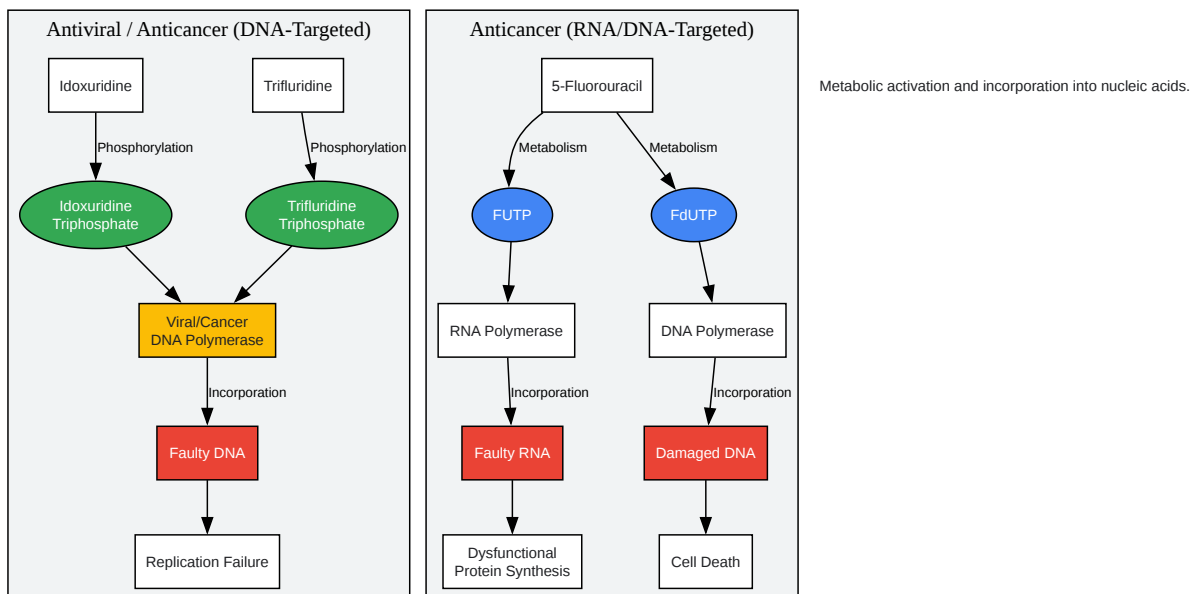 Antiviral / Anticancer (DNA-Targeted)
Idoxuridine
Trifluridine
Phosphorylation
Phosphorylation
Idoxuridine
Triphosphate
Trifluridine
Triphosphate
Viral/Cancer
DNA Polymerase
Incorporation
Faulty DNA
Replication Failure
Anticancer (RNA/DNA-Targeted)
5-Fluorouracil
Metabolism
Metabolism
FUTP
FdUTP
RNA Polymerase
DNA Polymerase
Incorporation
Incorporation
Faulty RNA
Damaged DNA
Dysfunctional
Protein Synthesis
Cell Death
Metabolic activation and incorporation into nucleic acids.